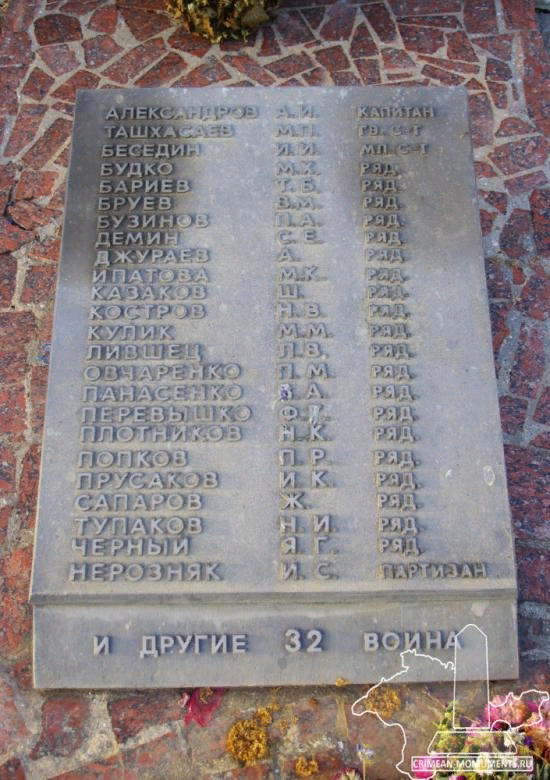 АЛЕКСАНДРОВ А.И. КАПИТАН
ТАШХАСАЕВ М.П. ГВ. С-Т
БЕСЕДИН И.И. МЛ. С-Т
БУДКО М.Х. РЯД.
БАРИЕВ Т.Б. РЯД.
БРУЕВ В.М. РЯД.
БУЗИНОВ П.А. РЯД.
ДЕМИН С.Е. РЯД.
ДЖУРАЕВ А. РЯД.
ИПАТОВА М.К. РЯД.
КАЗАКОВ Ш. РЯД.
КОСТРОВ Н.В. РЯД.
КУЛИК М.М. РЯД.
ЛИВШЕЦ Л.В. РЯД.
ОВЧАРЕНКО П.М. РЯД.
ПАНАСЕНКО РЯД.
ПЕРЕВЫШКО РЯД.
ПЛОТНИКОВ Н.К. РЯД.
ПОПКОВ П.Р. РЯД.
ПРУСАКОВ И.К. РЯД.
САПАРОВ Ж. РЯД.
ТУПАКОВ Н.И. РЯД.
ЧЕРНЫЙ Я.Г. РЯД.
НЕРОЗНЯК И.С. ПАРТИЗАН
И ДРУГИЕ 32 ВОИНА
CRIMEAN-MONUMENTS.RU